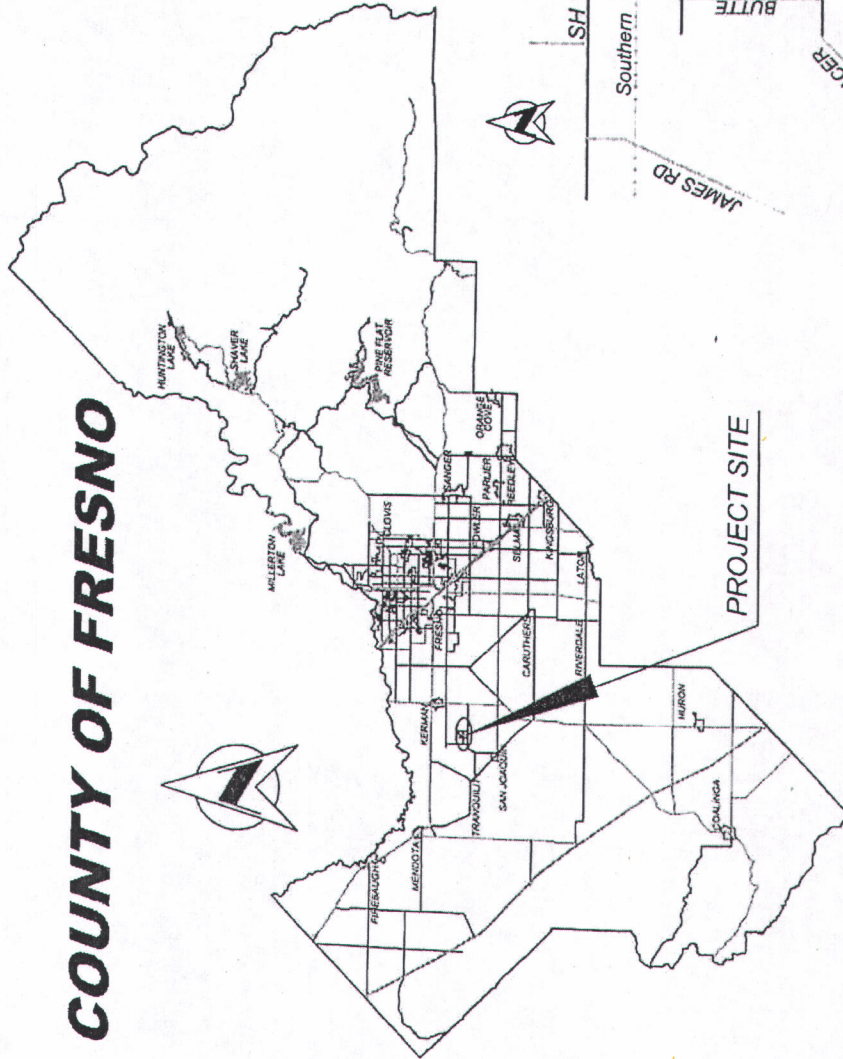 COUNTY OF FRESNO
HUNTINGTON
LAKE
SHAVER
LAKE
MILLERTON
LAKE
PINE FLAT
RESERVOIR
CLOVIS
SANGER
ORANGE
COVE
PARLIER
REEDLEY
FOWLER
SELMA
KINGSBURG
FRESNO
LATON
CARUTHERS
RIVERDALE
KERMAN
SAN JOAQUIN
TRANQUILI
MENDOTA
FIREBAUGH
HURON
COALINGA
PROJECT SITE
SH
Southern
JAMES RD
BUTTE